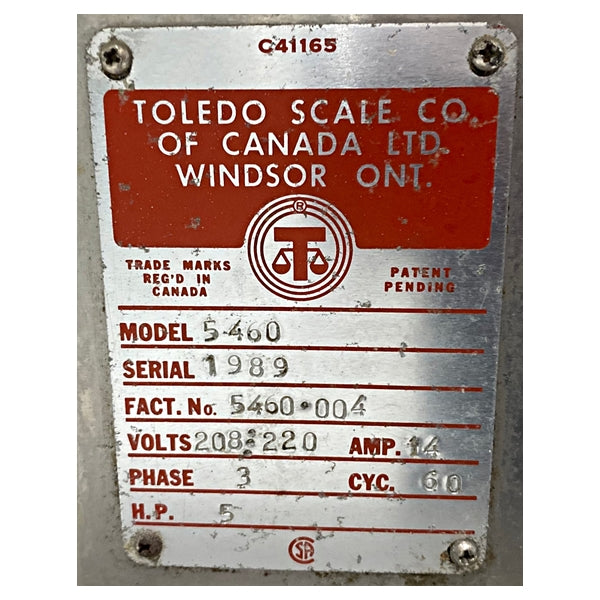 C41165
TOLEDO SCALE CO.
OF CANADA LTD.
WINDSOR ONT.
®
T
TRADE MARKS
REG'D IN
CANADA
PATENT
PENDING
MODEL 5460
SERIAL 1989
FACT. No. 5460·004
VOLTS 208:220 AMP. 14
PHASE 3 CYC. 60
H.P. 5
CSA